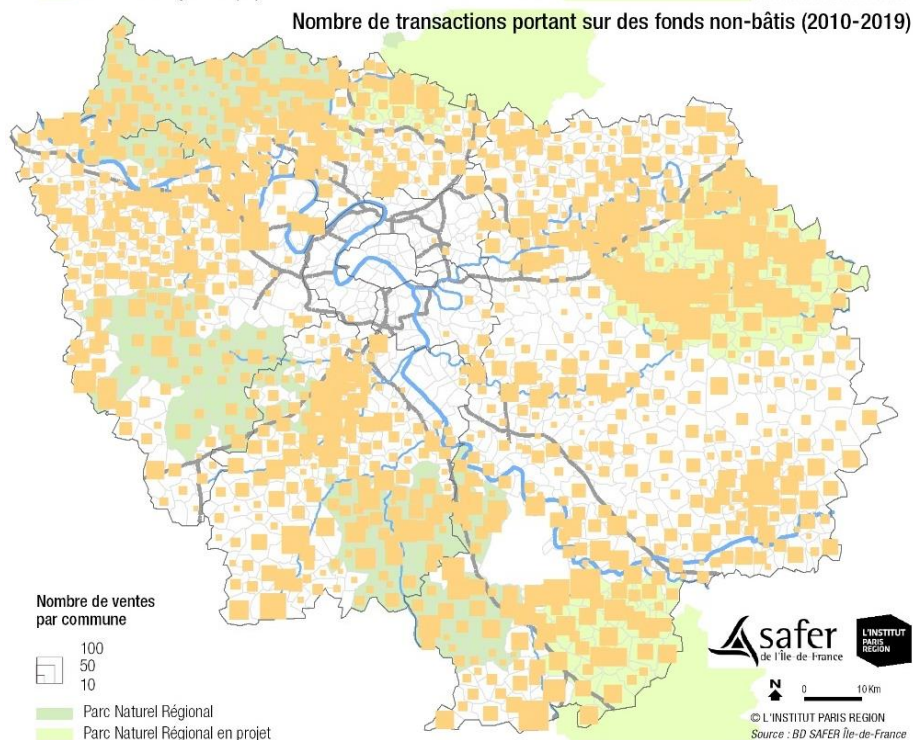 Nombre de transactions portant sur des fonds non-bâtis (2010-2019)
Nombre de ventes
par commune
100
50
10
Parc Naturel Régional
Parc Naturel Régional en projet
safer
de l'Île-de-France
L'INSTITUT
PARIS
REGION
N
0 10 Km
© L'INSTITUT PARIS REGION
Source : BD SAFER Île-de-France